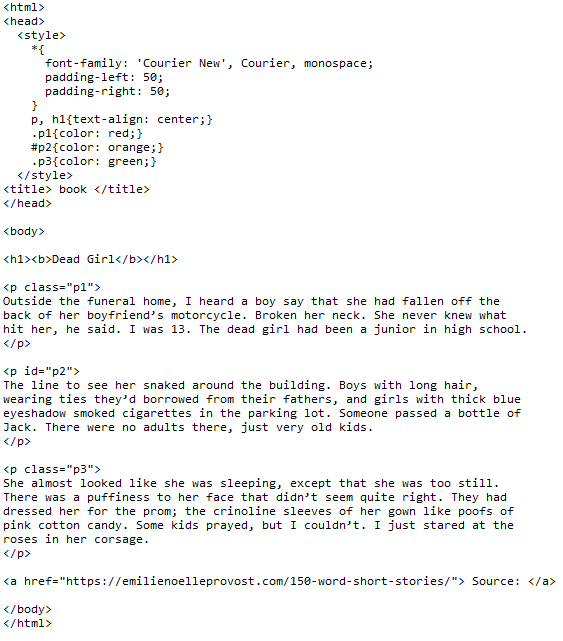 <html>
<head>
  <style>
    *{
      font-family: 'Courier New', Courier, monospace;
      padding-left: 50;
      padding-right: 50;
    }
    p, h1{text-align: center;}
    .p1{color: red;}
    #p2{color: orange;}
    .p3{color: green;}
  </style>
<title> book </title>
</head>

<body>

<h1><b>Dead Girl</b></h1>

<p class="p1">
Outside the funeral home, I heard a boy say that she had fallen off the
back of her boyfriend’s motorcycle. Broken her neck. She never knew what
hit her, he said. I was 13. The dead girl had been a junior in high school.
</p>

<p id="p2">
The line to see her snaked around the building. Boys with long hair,
wearing ties they’d borrowed from their fathers, and girls with thick blue
eyeshadow smoked cigarettes in the parking lot. Someone passed a bottle of
Jack. There were no adults there, just very old kids.
</p>

<p class="p3">
She almost looked like she was sleeping, except that she was too still.
There was a puffiness to her face that didn’t seem quite right. They had
dressed her for the prom; the crinoline sleeves of her gown like poofs of
pink cotton candy. Some kids prayed, but I couldn’t. I just stared at the
roses in her corsage.
</p>

<a href="https://emilienoelleprovost.com/150-word-short-stories/"> Source: </a>

</body>
</html>